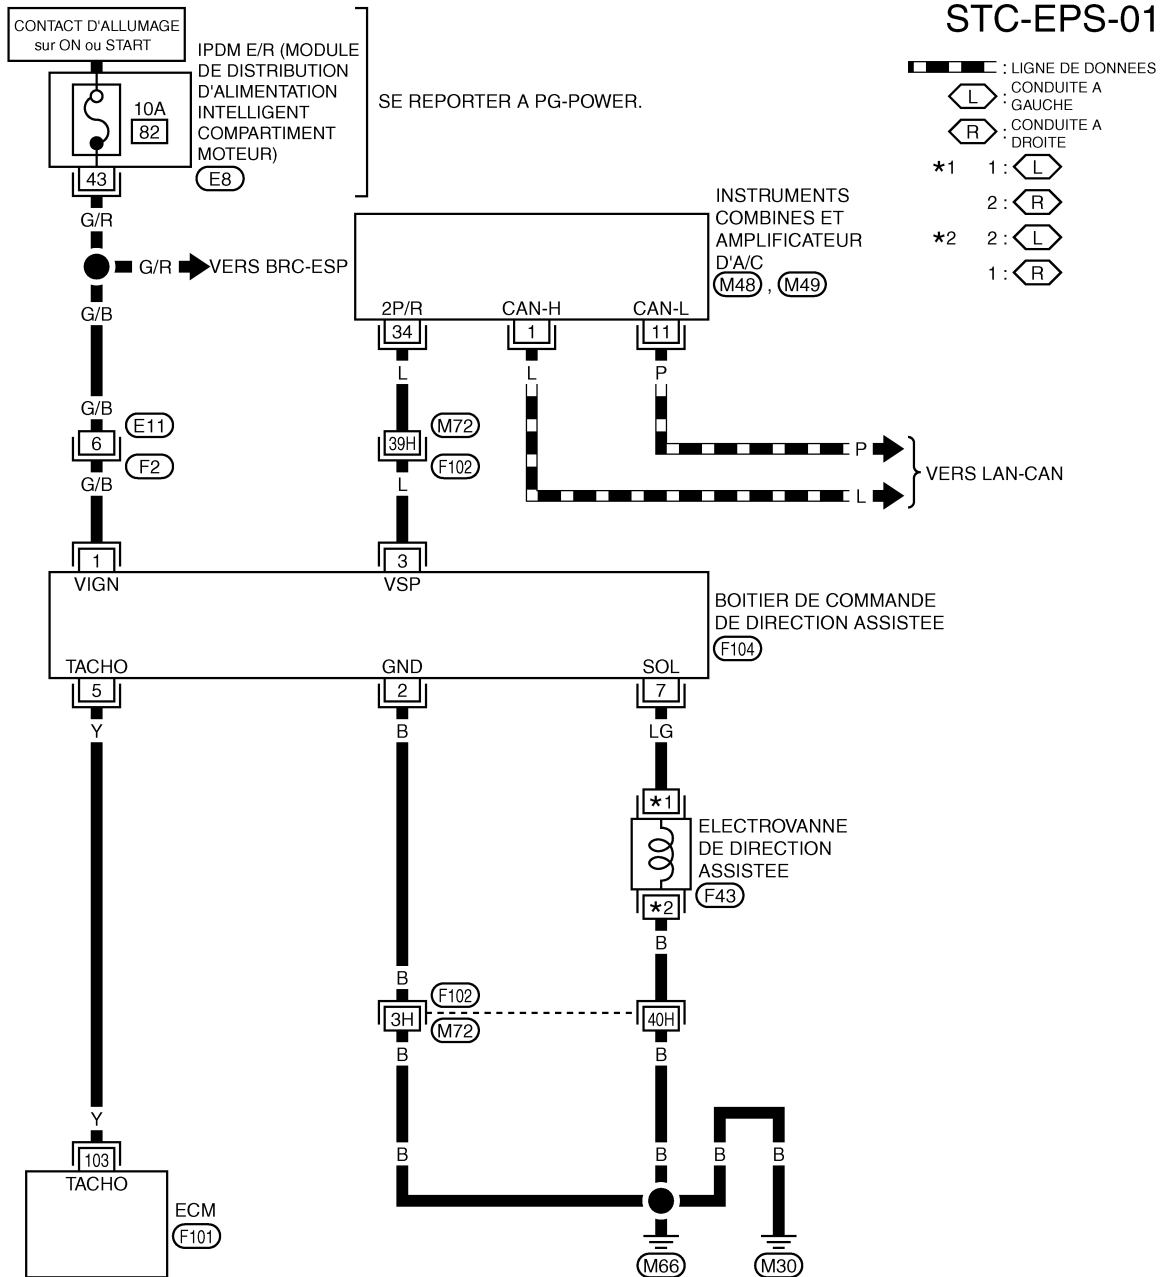 STC-EPS-01
CONTACT D'ALLUMAGE
sur ON ou START
IPDM E/R (MODULE
DE DISTRIBUTION
D'ALIMENTATION
INTELLIGENT
COMPARTIMENT
MOTEUR)
E8
10A
82
43
SE REPORTER A PG-POWER.
: LIGNE DE DONNEES
L : CONDUITE A
GAUCHE
R : CONDUITE A
DROITE
*1 1 : L
2 : R
*2 2 : L
1 : R
G/R
G/R VERS BRC-ESP
G/B
G/B
E11
6
F2
G/B
INSTRUMENTS
COMBINES ET
AMPLIFICATEUR
D'A/C
M48 , M49
2P/R CAN-H CAN-L
34 1 11
L L P
M72
39H
F102
L
P
L
VERS LAN-CAN
1 3
VIGN VSP
BOITIER DE COMMANDE
DE DIRECTION ASSISTEE
F104
TACHO GND SOL
5 2 7
Y B LG
*1
ELECTROVANNE
DE DIRECTION
ASSISTEE
F43
*2
B
B
F102
3H 40H
M72
B B
Y
103
TACHO
ECM
F101
B B B B
M66 M30